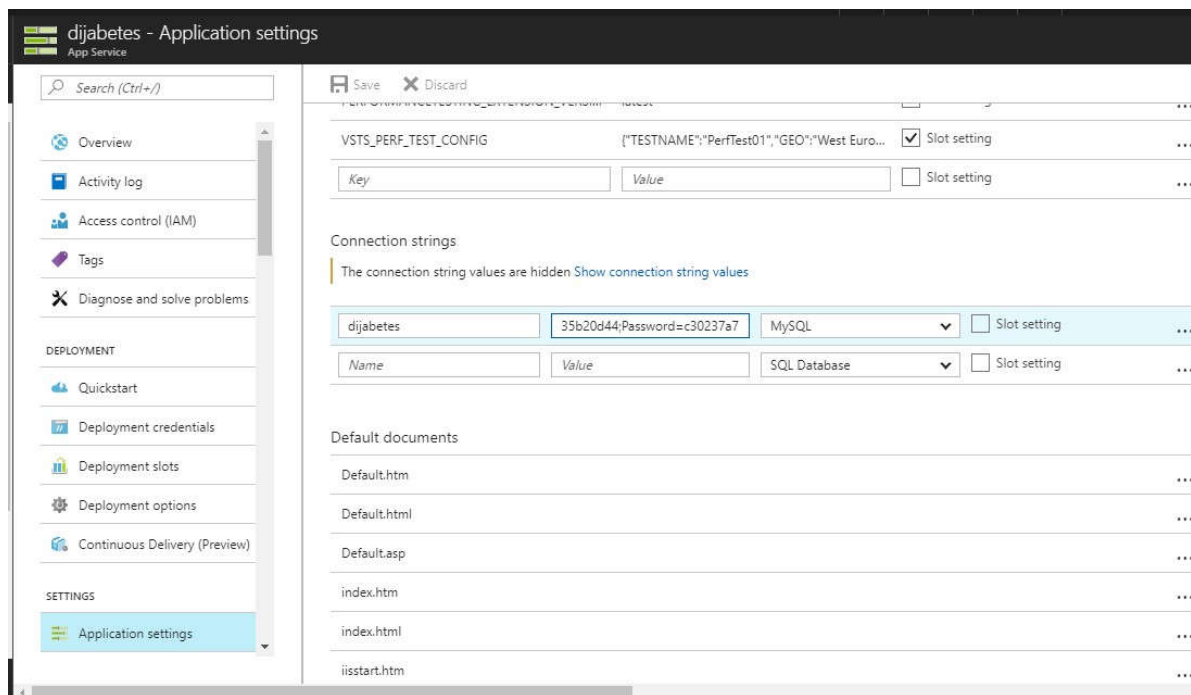 dijabetes - Application settings
App Service
Search (Ctrl+/)
Overview
Activity log
Access control (IAM)
Tags
Diagnose and solve problems
DEPLOYMENT
Quickstart
Deployment credentials
Deployment slots
Deployment options
Continuous Delivery (Preview)
SETTINGS
Application settings
Save Discard
VSTS_PERF_TEST_CONFIG {"TESTNAME":"PerfTest01","GEO":"West Euro... Slot setting ...
Key Value Slot setting ...
Connection strings
The connection string values are hidden Show connection string values
dijabetes 35b20d44;Password=c30237a7 MySQL Slot setting ...
Name Value SQL Database Slot setting ...
Default documents
Default.htm ...
Default.html ...
Default.asp ...
index.htm ...
index.html ...
iisstart.htm ...